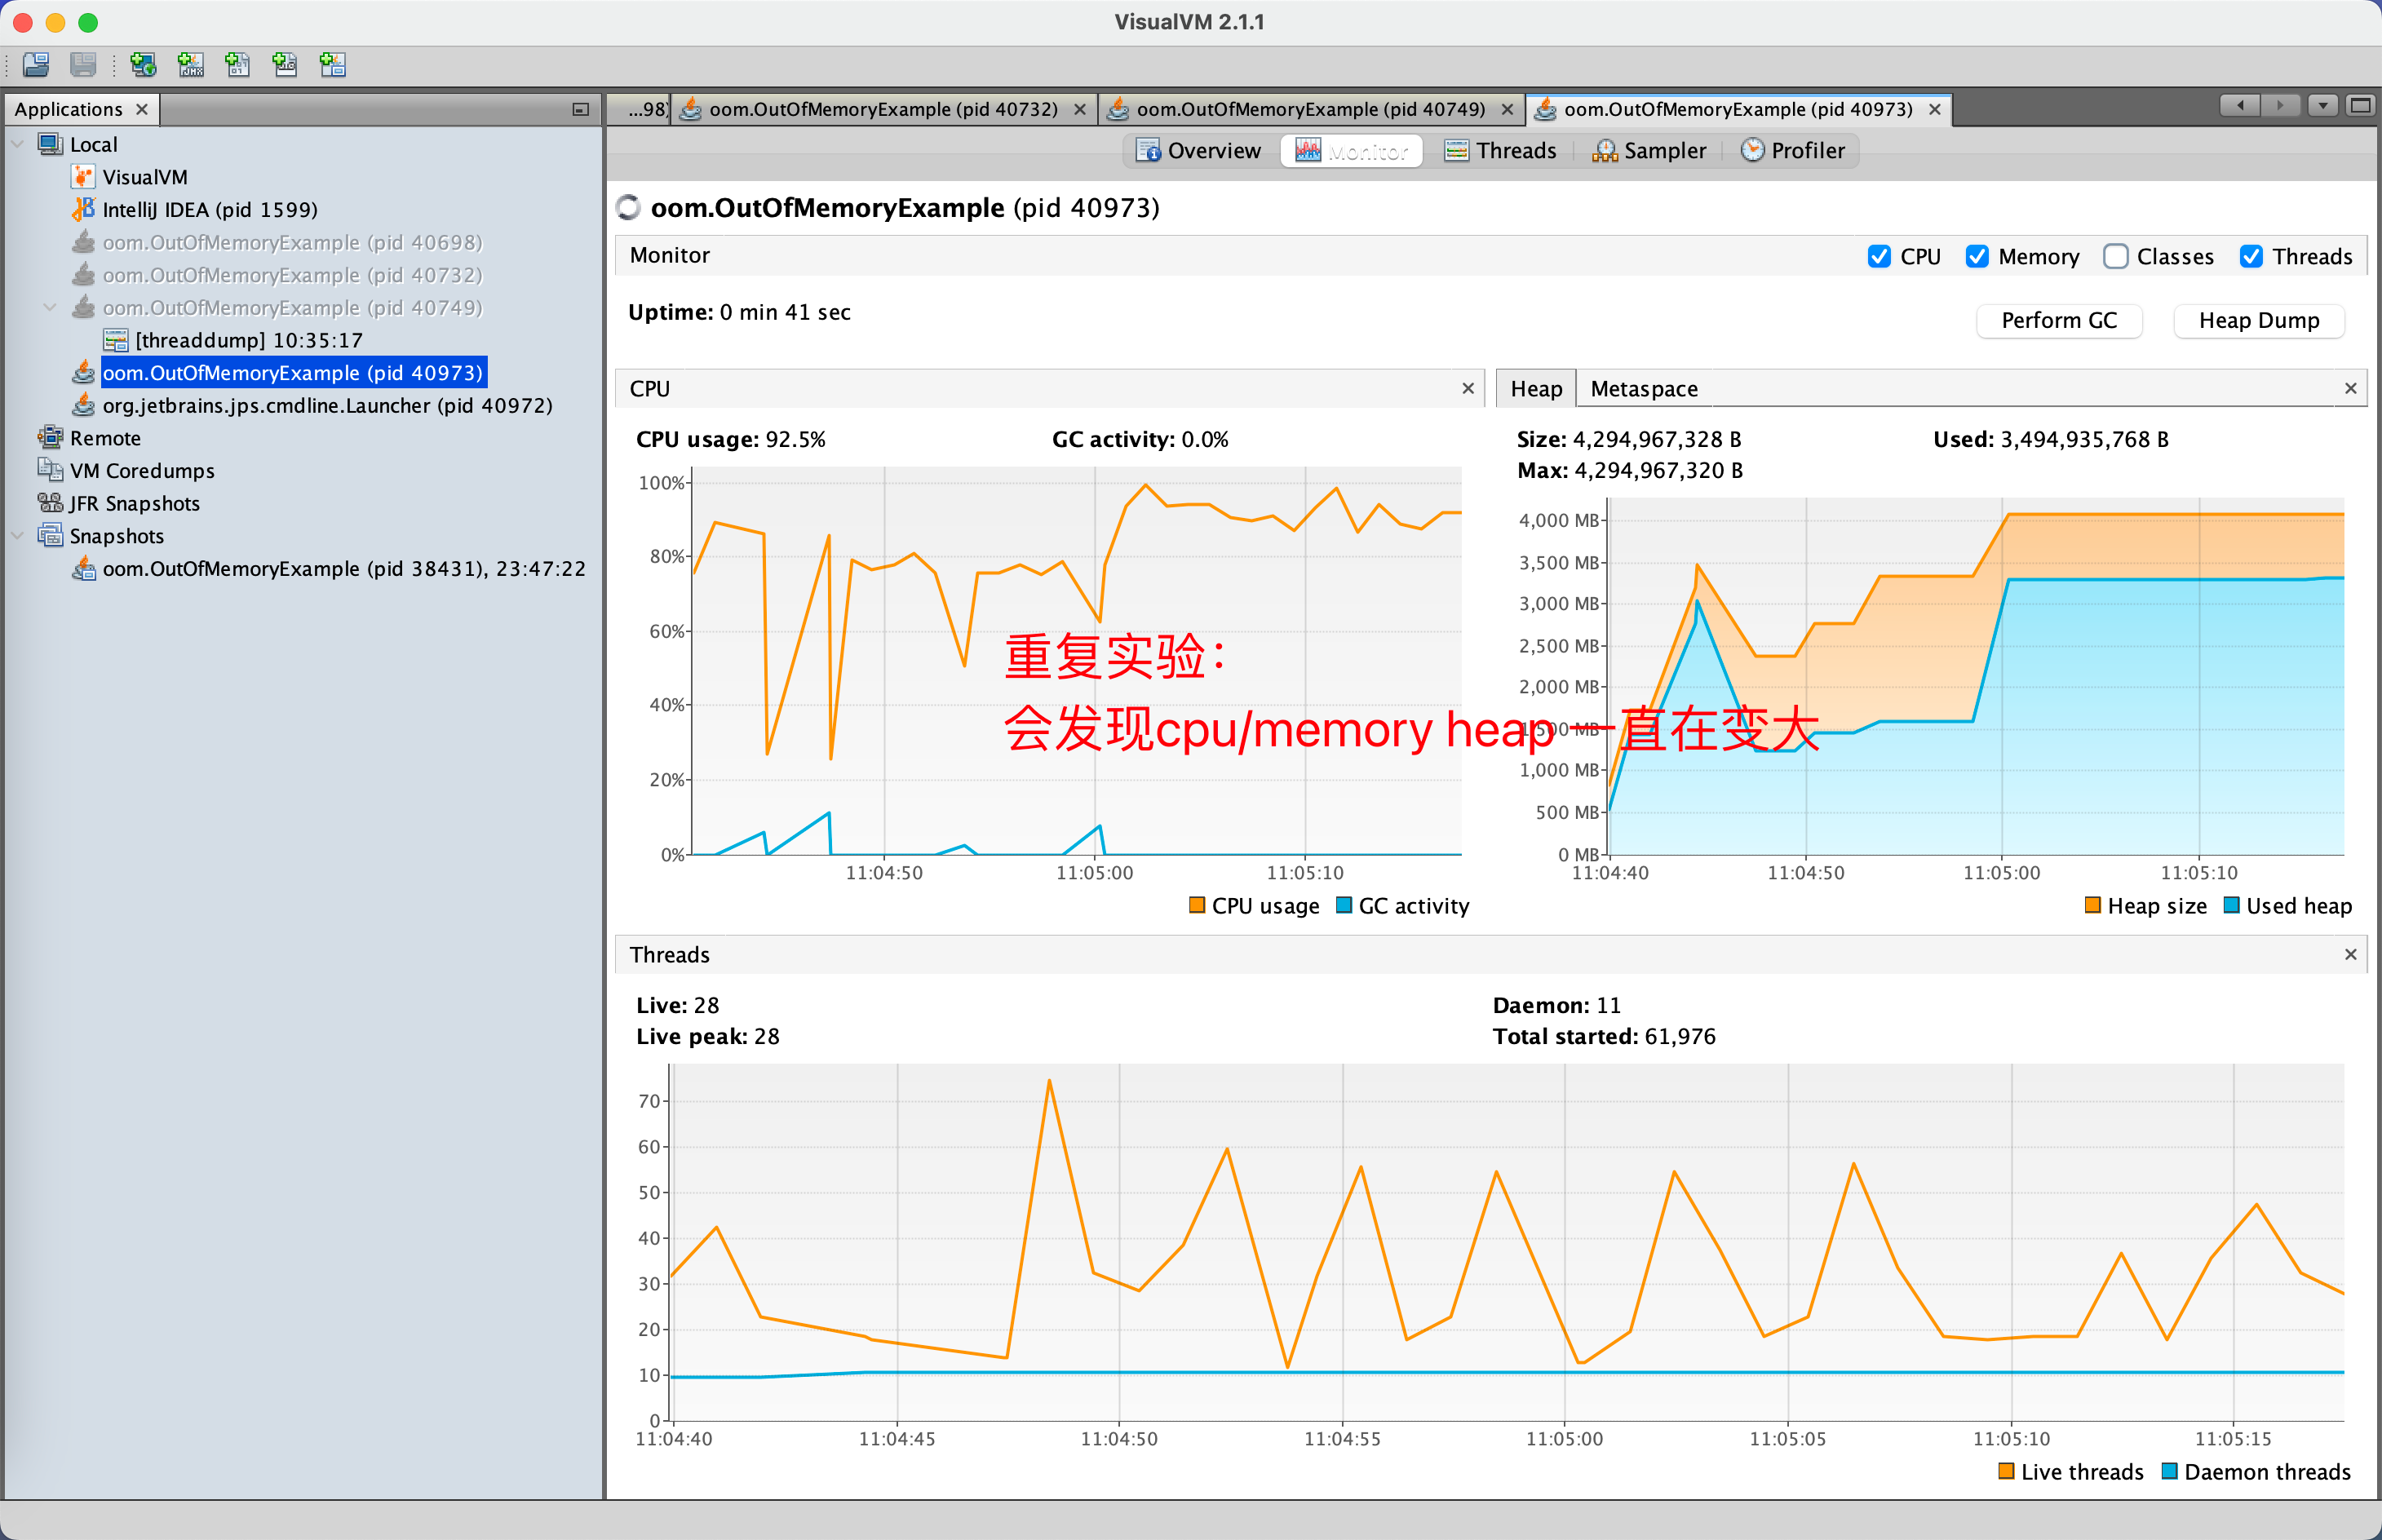 VisualVM 2.1.1
Applications
Local
VisualVM
IntelliJ IDEA (pid 1599)
oom.OutOfMemoryExample (pid 40698)
oom.OutOfMemoryExample (pid 40732)
oom.OutOfMemoryExample (pid 40749)
[threaddump] 10:35:17
oom.OutOfMemoryExample (pid 40973)
org.jetbrains.jps.cmdline.Launcher (pid 40972)
Remote
VM Coredumps
JFR Snapshots
Snapshots
oom.OutOfMemoryExample (pid 38431), 23:47:22
...98)
oom.OutOfMemoryExample (pid 40732)
oom.OutOfMemoryExample (pid 40749)
oom.OutOfMemoryExample (pid 40973)
Overview Monitor Threads Sampler Profiler
oom.OutOfMemoryExample (pid 40973)
Monitor
CPU Memory Classes Threads
Uptime: 0 min 41 sec
Perform GC Heap Dump
CPU
CPU usage: 92.5% GC activity: 0.0%
100%
80%
60%
40%
20%
0%
11:04:50 11:05:00 11:05:10
CPU usage GC activity
Heap Metaspace
Size: 4,294,967,328 B Used: 3,494,935,768 B
Max: 4,294,967,320 B
4,000 MB
3,500 MB
3,000 MB
2,500 MB
2,000 MB
1,500 MB
1,000 MB
500 MB
0 MB
11:04:40 11:04:50 11:05:00 11:05:10
Heap size Used heap
重复实验：
会发现cpu/memory heap一直在变大
Threads
Live: 28 Daemon: 11
Live peak: 28 Total started: 61,976
70
60
50
40
30
20
10
0
11:04:40 11:04:45 11:04:50 11:04:55 11:05:00 11:05:05 11:05:10 11:05:15
Live threads Daemon threads